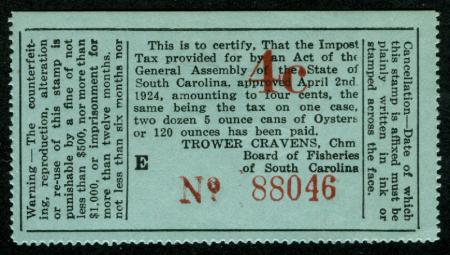 Warning — The counterfeit-
ing, reproduction, alteration
or re-use of this stamp is
punishable by a fine of not
less than $500, nor more than
$1,000, or imprisonment for
more than twelve months.
not less than six months nor
This is to certify, That the Impost
Tax provided for by an Act of the
General Assembly of the State of
South Carolina, approved April 2nd.
1924, amounting to four cents, the
same being the tax on one case,
two dozen 5 ounce cans of Oysters
or 120 ounces has been paid.
TROWER CRAVENS, Chm
Board of Fisheries
of South Carolina
4c
E
No 88046
Cancellation—Date of which
this stamp is affixed must be
plainly written in ink or
stamped across the face.